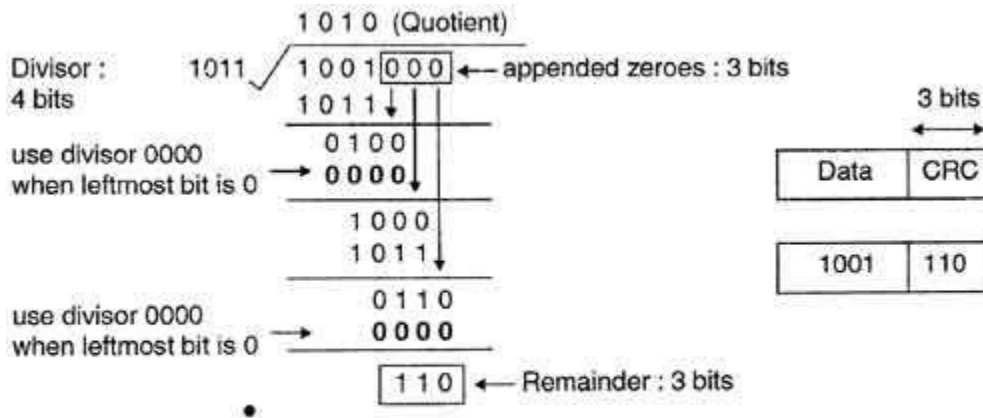 1 0 1 0 (Quotient)
Divisor : 1011 1 0 0 1 0 0 0 appended zeroes : 3 bits
4 bits 1 0 1 1
3 bits
use divisor 0000 0 1 0 0
when leftmost bit is 0 0 0 0 0
Data CRC
1 0 0 0
1 0 1 1
1001 110
use divisor 0000 0 1 1 0
when leftmost bit is 0 0 0 0 0
1 1 0 Remainder : 3 bits